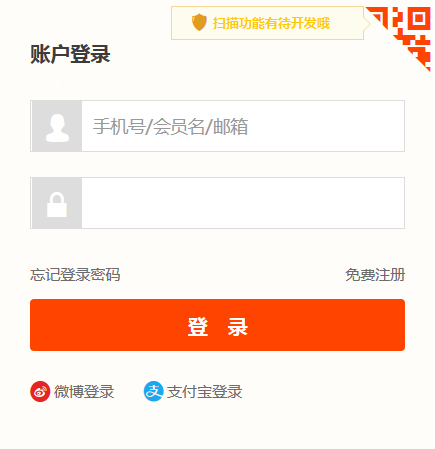 扫描功能有待开发哦
账户登录
手机号/会员名/邮箱
忘记登录密码 免费注册
登 录
微博登录 支付宝登录